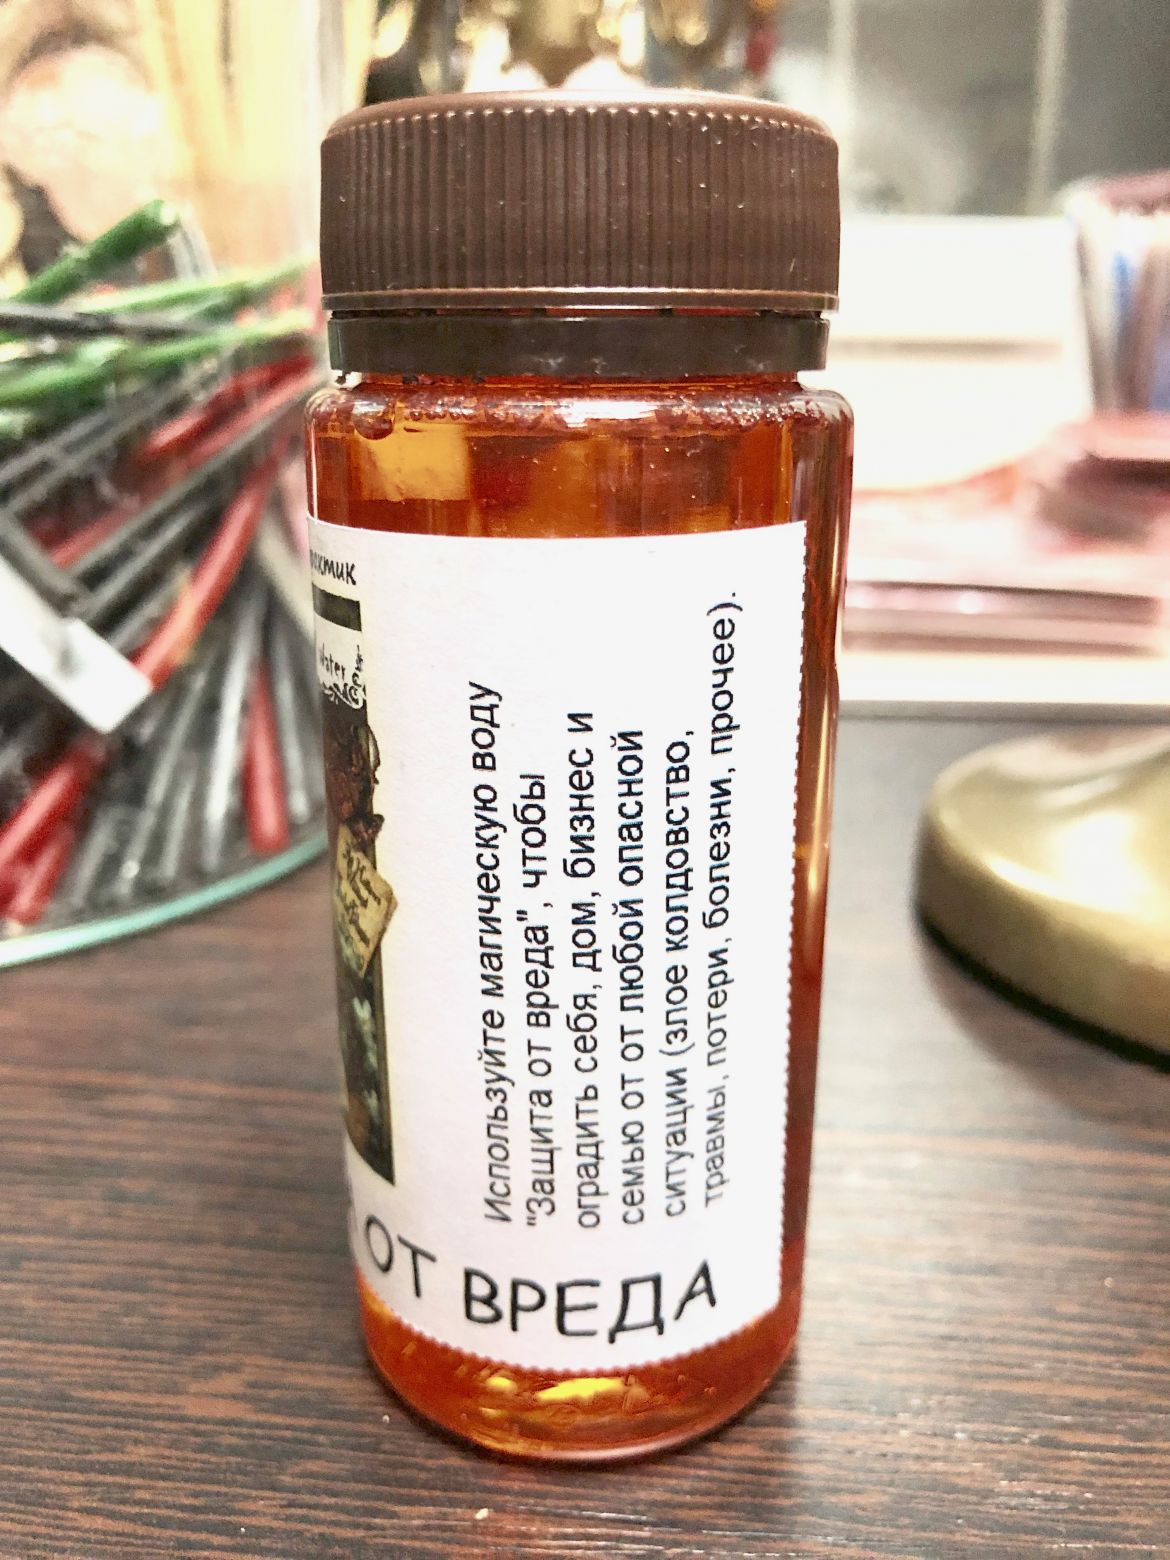 Water
Используйте магическую воду
"Защита от вреда", чтобы
оградить себя, дом, бизнес и
семью от от любой опасной
ситуации (злое колдовство,
травмы, потери, болезни, прочее).
ОТ ВРЕДА